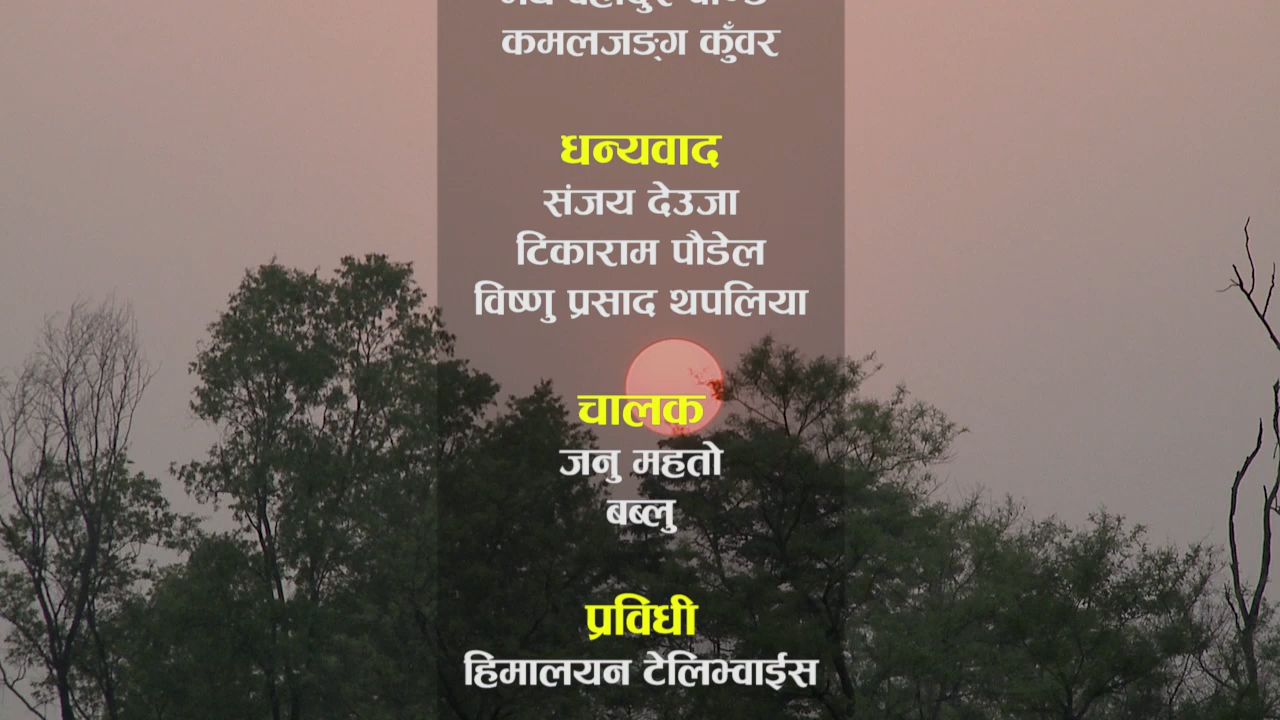 कमलजङ्ग कुँवर
धन्यवाद
संजय देउजा
टिकाराम पौडेल
विष्णु प्रसाद थपलिया
चालक
जनु महतो
बब्लु
प्रविधी
हिमालयन टेलिभ्वाईस